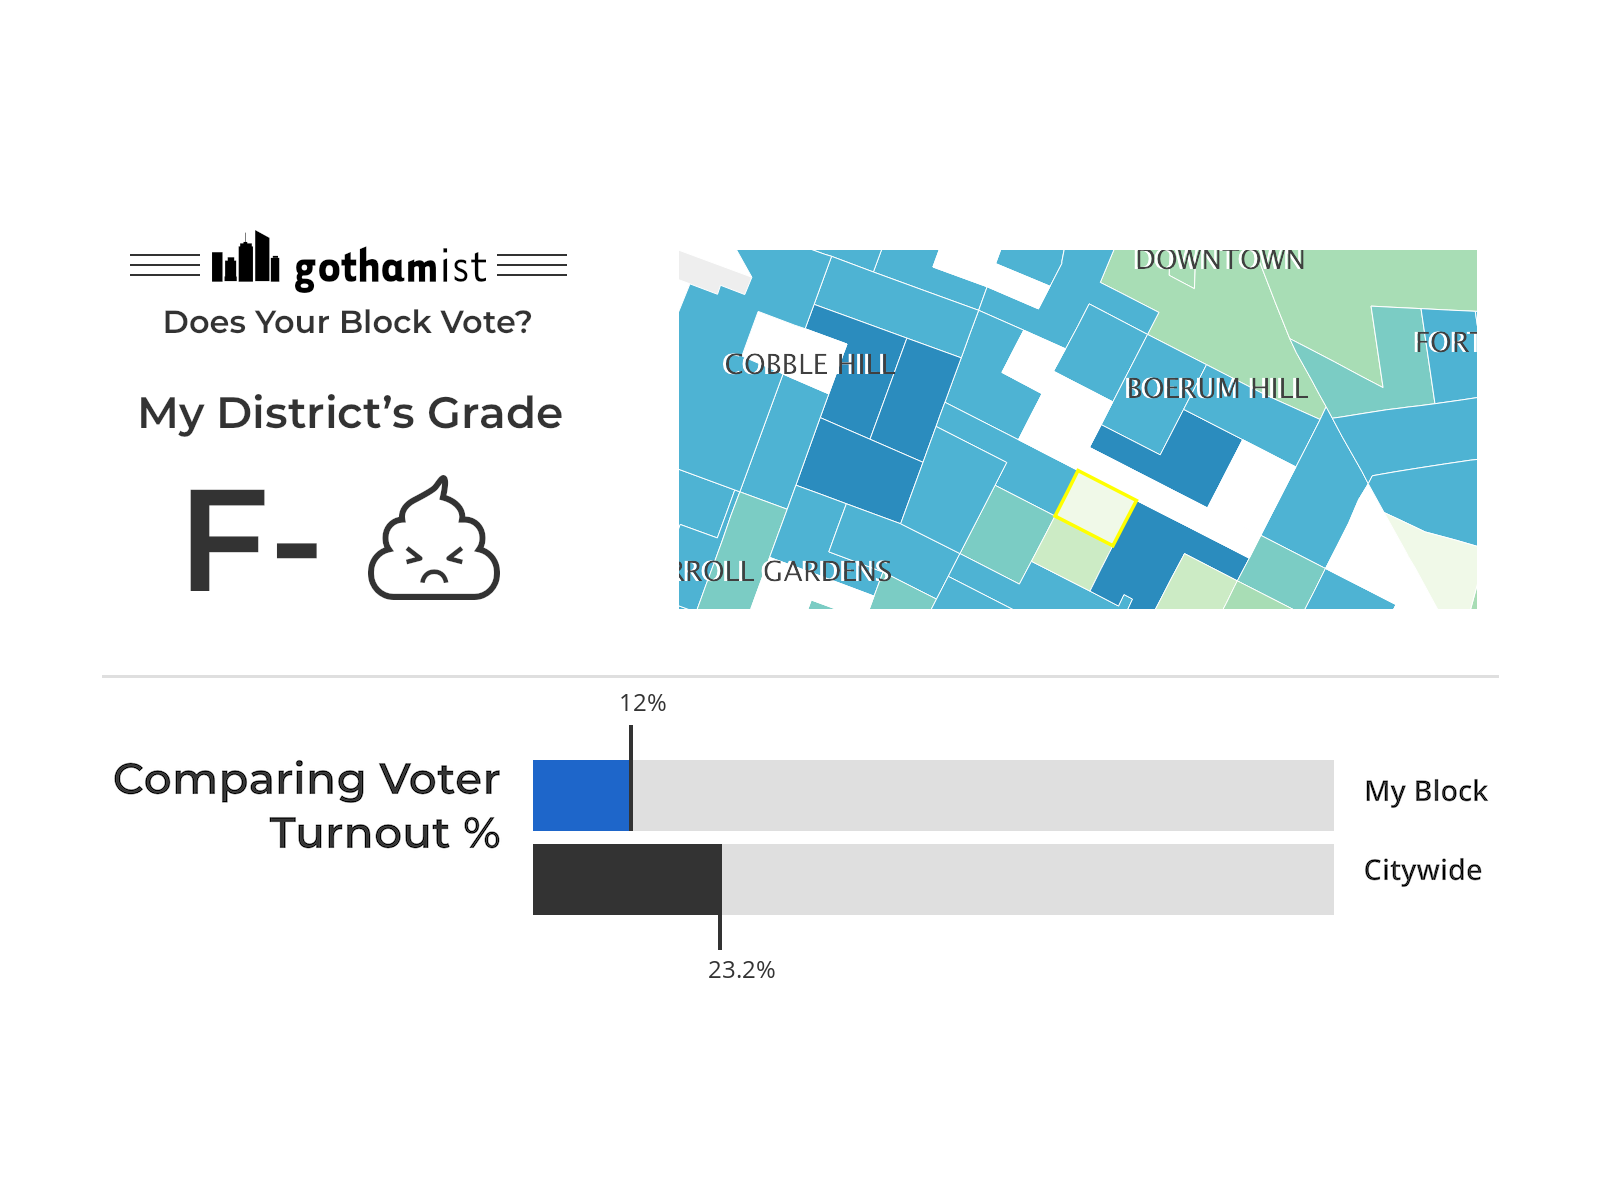 gothamist
Does Your Block Vote?
My District's Grade
F-
DOWNTOWN
FORT
COBBLE HILL
BOERUM HILL
RROLL GARDENS
12%
Comparing Voter
Turnout %
My Block
Citywide
23.2%